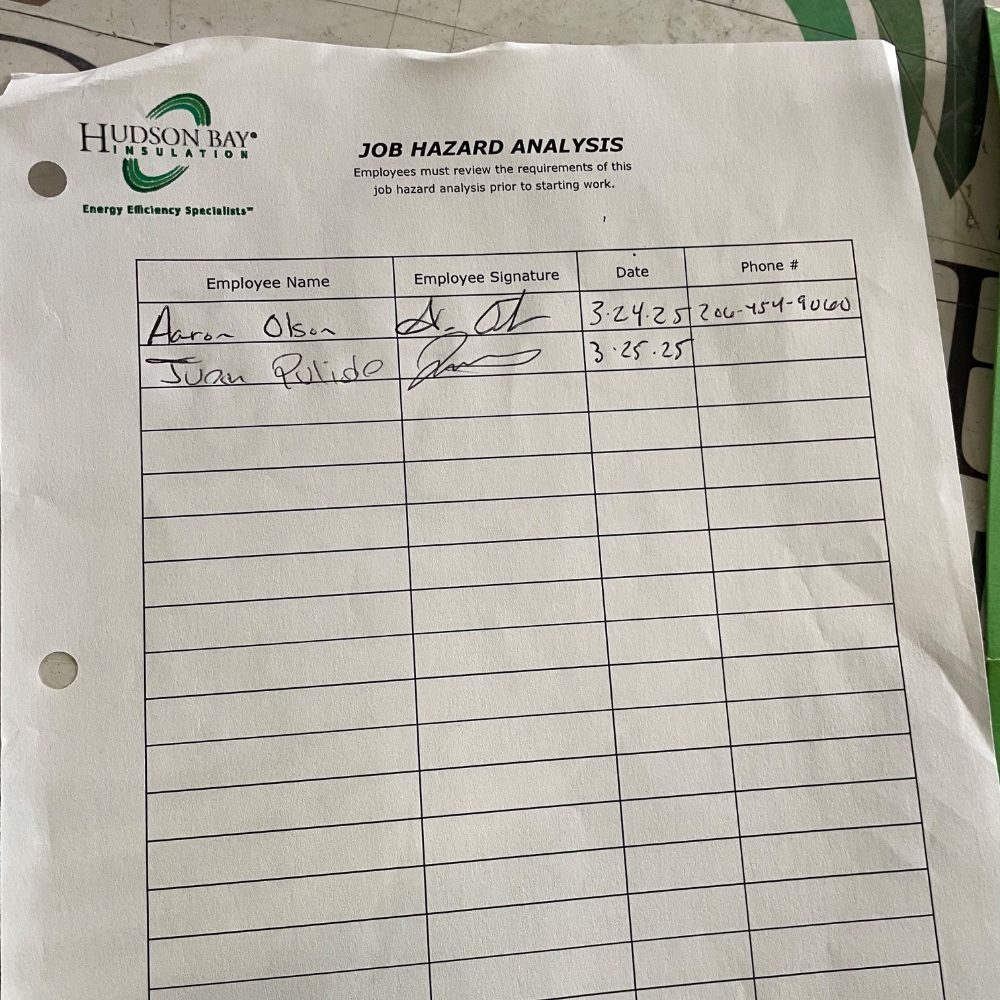 HUDSON BAY®
INSULATION
Energy Efficiency Specialists™
JOB HAZARD ANALYSIS
Employees must review the requirements of this
job hazard analysis prior to starting work.
Employee Name Employee Signature Date Phone #
Aaron Olson 3.24.25 206-454-9060
Juan Pulido 3.25.25